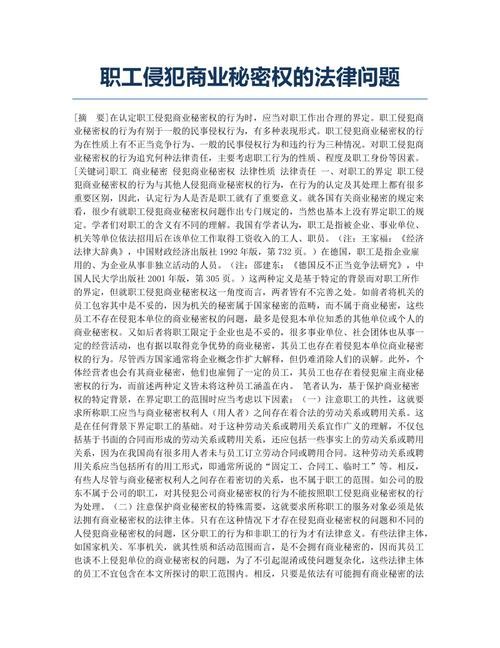 职工侵犯商业秘密权的法律问题
[摘　要]在认定职工侵犯商业秘密权的行为时，应当对职工作出合理的界定。职工侵犯商
业秘密权的行为有别于一般的民事侵权行为，有多种表现形式。职工侵犯商业秘密权的行
为在性质上有不正当竞争行为、一般的民事侵权行为和违约行为三种情况。对职工侵犯商
业秘密权的行为追究何种法律责任，主要考虑职工行为的性质、程度及职工身份等因素。
[关键词]职工 商业秘密 侵犯商业秘密权 法律性质 法律责任 一、对职工的界定 职工侵
犯商业秘密权的行为与其他人侵犯商业秘密权的行为，在行为的认定及其处理上都有很多
重要区别，因此，认定行为人是否是职工就有了重要意义。就各国有关商业秘密的规定来
看，很少有就职工侵犯商业秘密权问题作出专门规定的，当然也基本上没有界定职工的规
定。学者们对职工的含义有不同的理解。我国有学者认为，职工是指被企业、事业单位、
机关等单位依法招用后在该单位工作取得工资收入的工人、职员。（注：王家福：《经济
法律大辞典》，中国财政经济出版社1992年版，第 732 页。）在德国，职工是指企业雇
用的、为企业从事非独立活动的人员。（注：邵建东：《德国反不正当竞争法研究》，中
国人民大学出版社 2001 年版，第 305 页。）这两种定义是基于特定的背景而对职工所作
的界定，但就职工侵犯商业秘密权这一角度而言，两者皆有不完善之处。如前者将机关的
员工包容其中是不妥的，因为机关的秘密属于国家秘密的范畴，而不属于商业秘密，这些
员工不存在侵犯本单位的商业秘密权的问题，最多是侵犯本单位知悉的其他单位或个人的
商业秘密权。又如后者将职工限定于企业也是不妥的，很多事业单位、社会团体也从事一
定的经营活动，也有据以取得竞争优势的商业秘密，其员工也存在着侵犯本单位商业秘密
权的行为。尽管西方国家通常将企业概念作扩大解释，但仍难消除人们的误解。此外，个
体经营者也会有其商业秘密，他们也雇佣了一定的员工，其员工也存在着侵犯雇主商业秘
密权的行为，而前述两种定义皆未将这种员工涵盖在内。 笔者认为，基于保护商业秘密
权的特定背景，在界定职工的范围时应当考虑以下因素：（一）注意职工的共性，这就要
求所称职工应当与商业秘密权利人（用人者）之间存在着合法的劳动关系或聘用关系。这
是在任何背景下界定职工的基础。对于这种劳动关系或聘用关系宜作广义的理解，不仅包
括基于书面的合同而形成的劳动关系或聘用关系，还应包括一些事实上的劳动关系或聘用
关系，因为在我国尚有很多用人者未与员工订立劳动合同或聘用合同。这种劳动关系或聘
用关系应当包括所有的用工形式，即通常所说的“固定工、合同工、临时工”等。相反，
有些人尽管与商业秘密权利人之间存在着密切的关系，也不属于职工的范围。如公司的股
东不属于公司的职工，对其侵犯公司商业秘密权的行为不能按照职工侵犯商业秘密权的行
为处理。（二）注意保护商业秘密权的特殊需要，这就要求所称职工的服务对象必须是依
法拥有商业秘密权的法律主体。只有在这种情况下才存在侵犯商业秘密权的问题和不同的
人侵犯商业秘密权的问题，区分职工的行为和非职工的行为才有法律意义。有些法律主体，
如国家机关、军事机关，就其性质和活动范围而言，是不会拥有商业秘密的，因而其员工
也谈不上侵犯单位的商业秘密权的问题。为了不引起混淆或使问题复杂化，这些法律主体
的员工不宜包含在本文所探讨的职工范围内。相反，只要是依法有可能拥有商业秘密的法